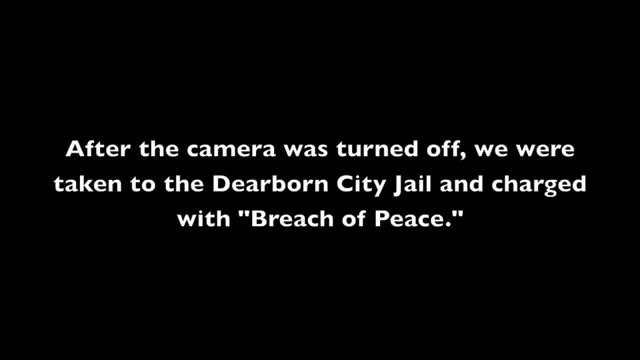 After the camera was turned off, we were
taken to the Dearborn City Jail and charged
with "Breach of Peace."